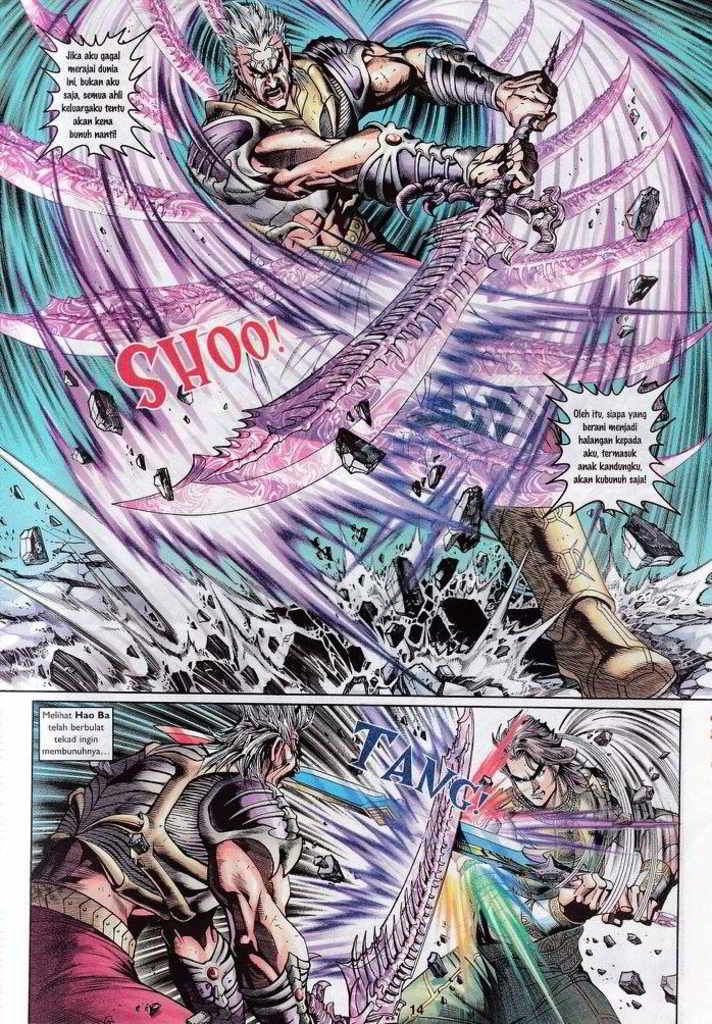 Jika aku gagal
merajai dunia
ini, bukan aku
saja, semua ahli
keluargaku tentu
akan kena
bunuh nanti!
SHOO!
Oleh itu, siapa yang
berani menjadi
halangan kepada
aku, termasuk
anak kandungku,
akan kubunuh saja!
Melihat Hao Ba
telah berbulat
tekad ingin
membunuhnya...
TANG!
14